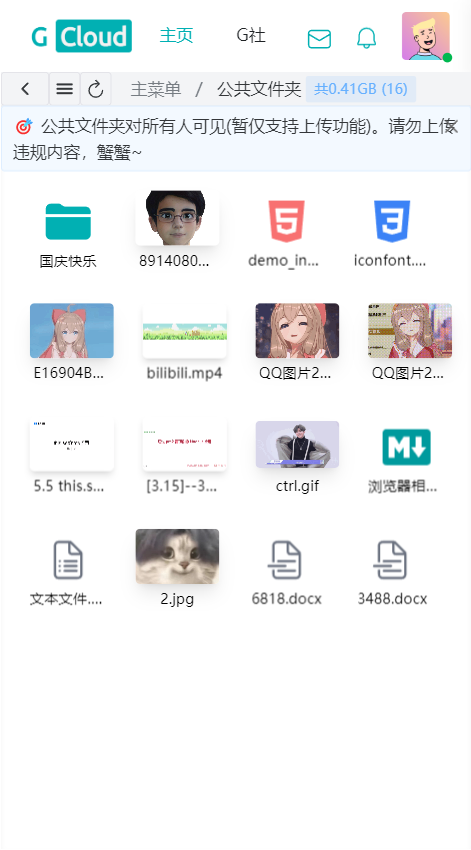 G Cloud 主页 G社
主菜单 / 公共文件夹 共0.41GB (16)
公共文件夹对所有人可见(暂仅支持上传功能)。请勿上传
违规内容，蟹蟹~
国庆快乐 8914080... demo_in... iconfont....
E16904B... bilibili.mp4 QQ图片2... QQ图片2...
5.5 this.s... [3.15]--3... ctrl.gif 浏览器相...
文本文件.... 2.jpg 6818.docx 3488.docx